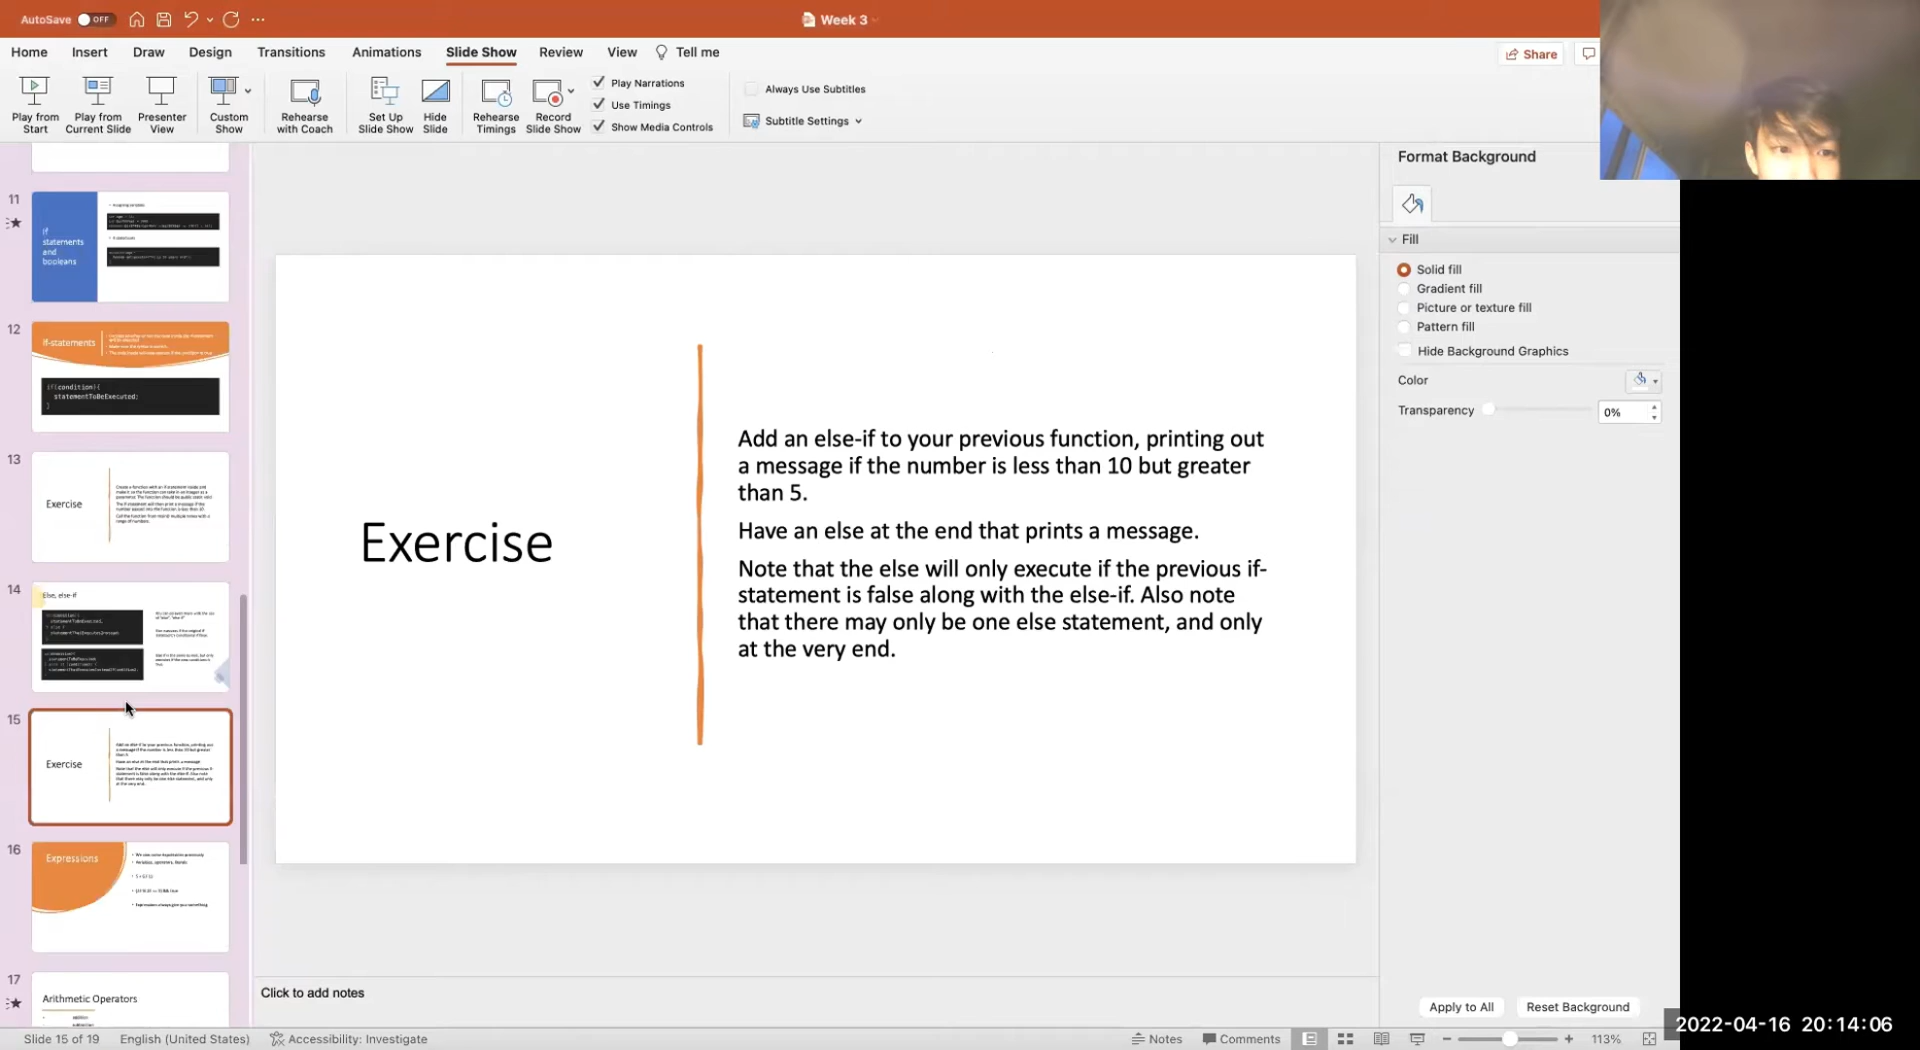 AutoSave OFF
Week 3
Home Insert Draw Design Transitions Animations Slide Show Review View Tell me
Share
Play from Start
Play from Current Slide
Presenter View
Custom Show
Rehearse with Coach
Set Up Slide Show
Hide Slide
Rehearse Timings
Record Slide Show
Play Narrations
Use Timings
Show Media Controls
Always Use Subtitles
Subtitle Settings
11
If
statements
and
booleans
12
If-statements
if(condition){
statementToBeExecuted;
}
13
Exercise
14
Else, else-if
15
Exercise
16
Expressions
17
Arithmetic Operators
Exercise
Add an else-if to your previous function, printing out
a message if the number is less than 10 but greater
than 5.
Have an else at the end that prints a message.
Note that the else will only execute if the previous if-
statement is false along with the else-if. Also note
that there may only be one else statement, and only
at the very end.
Format Background
Fill
Solid fill
Gradient fill
Picture or texture fill
Pattern fill
Hide Background Graphics
Color
Transparency 0%
Apply to All Reset Background
Click to add notes
Slide 15 of 19 English (United States) Accessibility: Investigate
Notes Comments 113%
2022-04-16 20:14:06